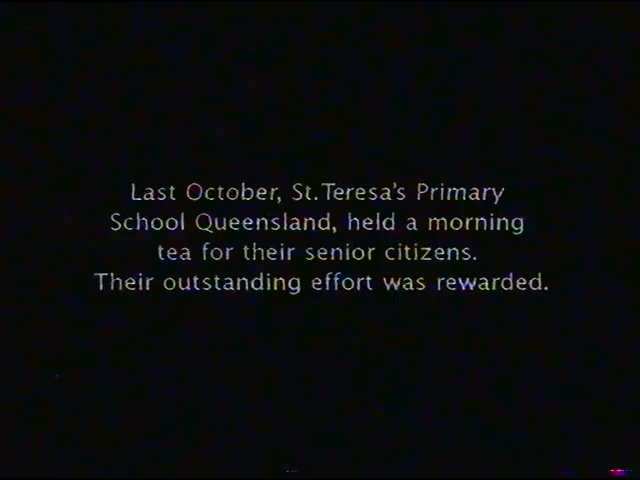 Last October, St.Teresa's Primary
School Queensland, held a morning
tea for their senior citizens.
Their outstanding effort was rewarded.